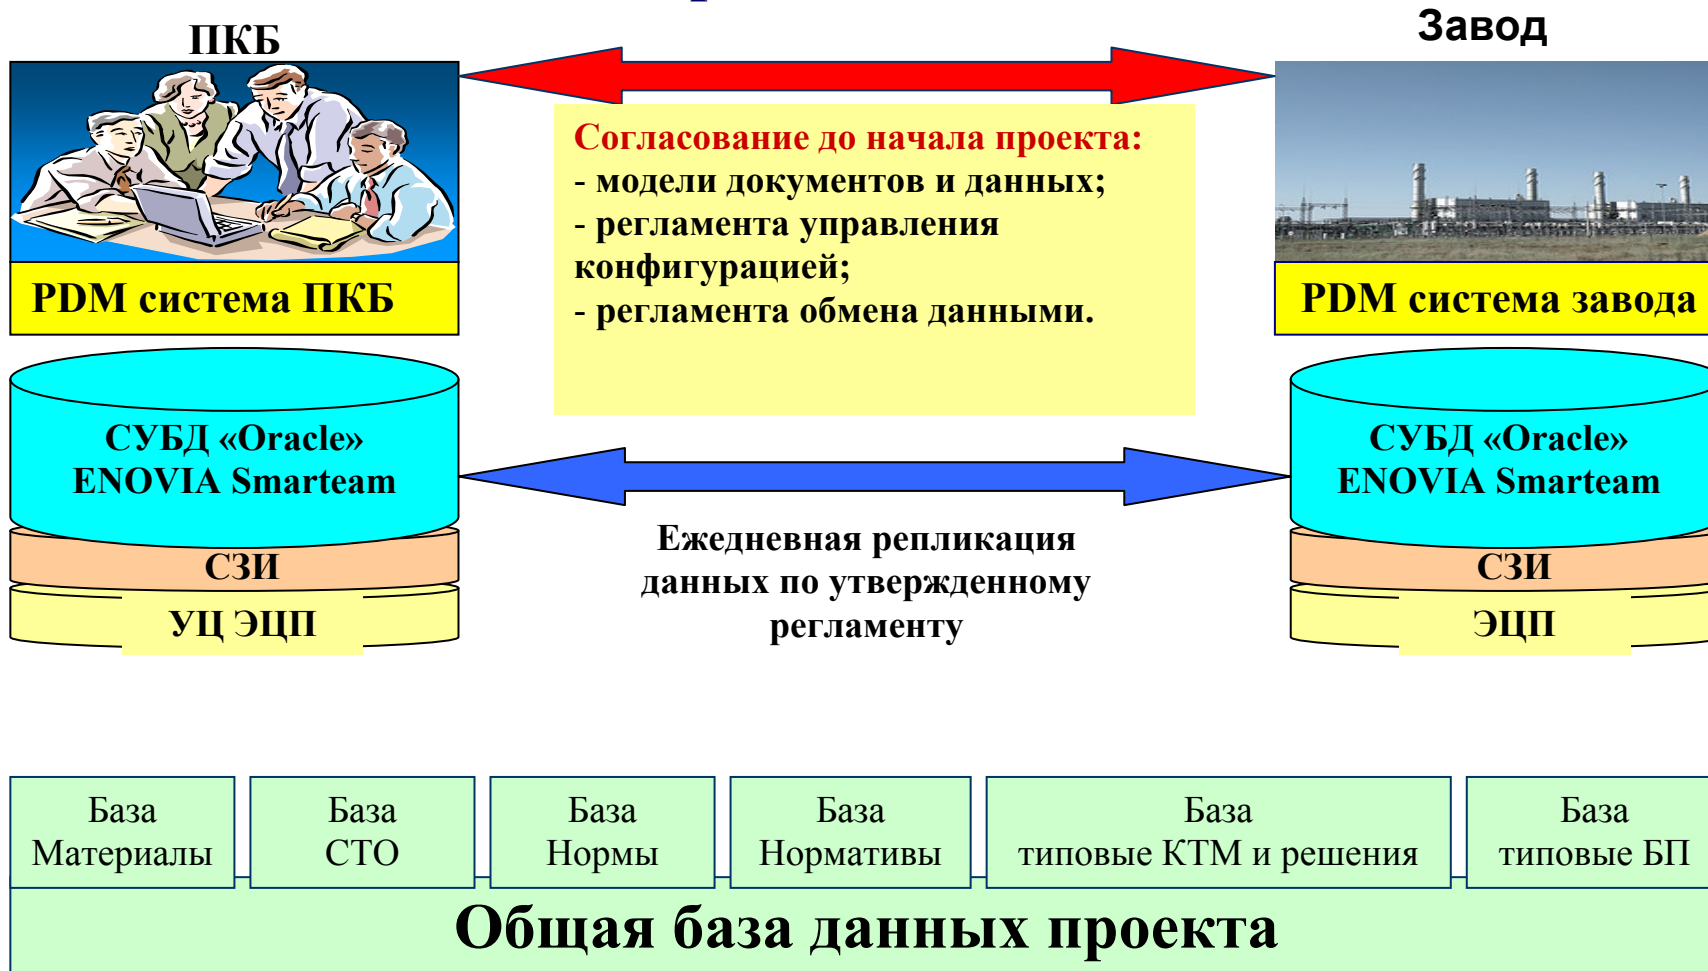 ПКБ
Завод
Согласование до начала проекта:
- модели документов и данных;
- регламента управления
конфигурацией;
- регламента обмена данными.
PDM система ПКБ
PDM система завода
СУБД «Oracle»
ENOVIA Smarteam
СУБД «Oracle»
ENOVIA Smarteam
Ежедневная репликация
данных по утвержденному
регламенту
СЗИ
СЗИ
УЦ ЭЦП
ЭЦП
База
Материалы
База
СТО
База
Нормы
База
Нормативы
База
типовые КТМ и решения
База
типовые БП
Общая база данных проекта